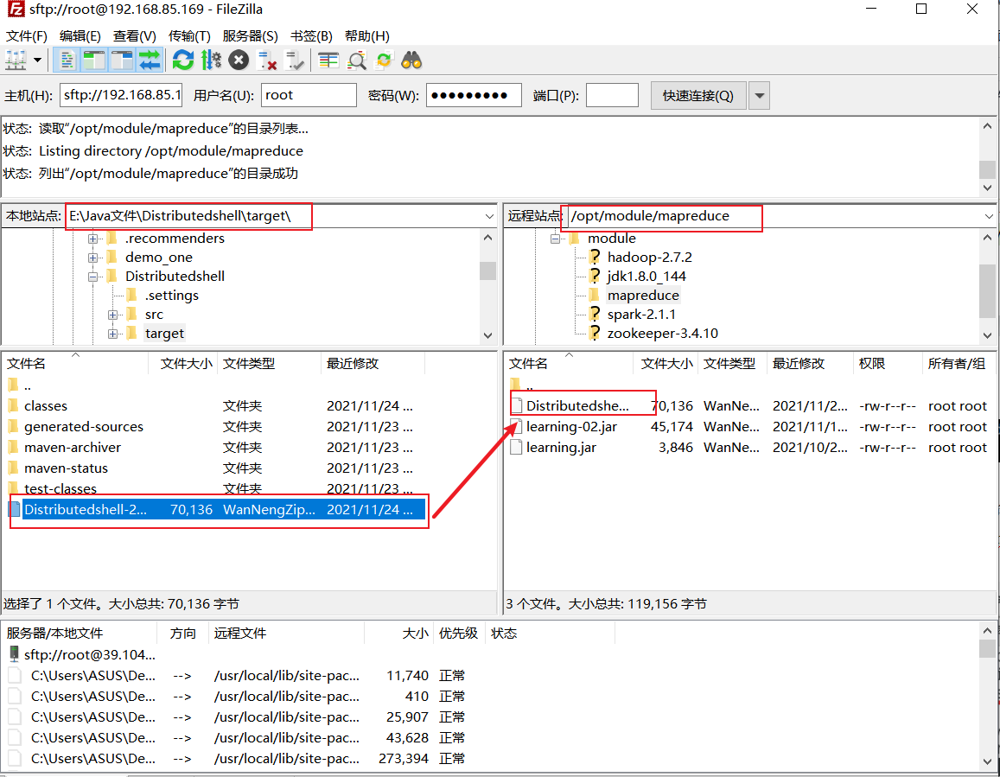 sftp://root@192.168.85.169 - FileZilla
文件(F) 编辑(E) 查看(V) 传输(T) 服务器(S) 书签(B) 帮助(H)
主机(H): sftp://192.168.85.1 用户名(U): root 密码(W): ●●●●●●●●● 端口(P): 快速连接(Q)
状态: 读取“/opt/module/mapreduce”的目录列表...
状态: Listing directory /opt/module/mapreduce
状态: 列出“/opt/module/mapreduce”的目录成功
本地站点: E:\Java文件\Distributedshell\target\
.recommenders
demo_one
Distributedshell
.settings
src
target
远程站点: /opt/module/mapreduce
module
hadoop-2.7.2
jdk1.8.0_144
mapreduce
spark-2.1.1
zookeeper-3.4.10
文件名 文件大小 文件类型 最近修改
..
classes 文件夹 2021/11/24 ...
generated-sources 文件夹 2021/11/23 ...
maven-archiver 文件夹 2021/11/23 ...
maven-status 文件夹 2021/11/23 ...
test-classes 文件夹 2021/11/23 ...
Distributedshell-2... 70,136 WanNengZip... 2021/11/24 ...
选择了 1 个文件。大小总共: 70,136 字节
文件名 文件大小 文件类型 最近修改 权限 所有者/组
..
Distributedshe... 70,136 WanNe... 2021/11/2... -rw-r--r-- root root
learning-02.jar 45,174 WanNe... 2021/11/1... -rw-r--r-- root root
learning.jar 3,846 WanNe... 2021/10/2... -rw-r--r-- root root
3 个文件。大小总共: 119,156 字节
服务器/本地文件 方向 远程文件 大小 优先级 状态
sftp://root@39.104...
C:\Users\ASUS\De... --> /usr/local/lib/site-pac... 11,740 正常
C:\Users\ASUS\De... --> /usr/local/lib/site-pac... 410 正常
C:\Users\ASUS\De... --> /usr/local/lib/site-pac... 25,907 正常
C:\Users\ASUS\De... --> /usr/local/lib/site-pac... 43,628 正常
C:\Users\ASUS\De... --> /usr/local/lib/site-pac... 273,394 正常